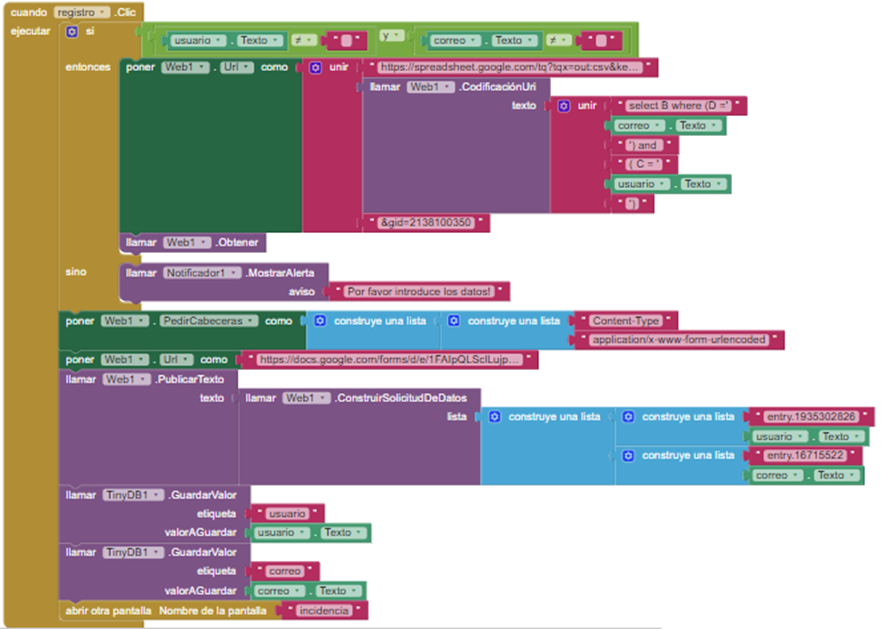 cuando registro .Clic
ejecutar si usuario . Texto ≠ " " y correo . Texto ≠ " "
entonces poner Web1 . Url como unir " https://spreadsheet.google.com/tq?tqx=out:csv&ke... "
llamar Web1 .CodificaciónUri
texto unir " select B where (D =' "
correo . Texto
" ') and "
" ( C = ' "
usuario . Texto
" ') "
" &gid=2138100350 "
llamar Web1 .Obtener
sino llamar Notificador1 .MostrarAlerta
aviso " Por favor introduce los datos! "
poner Web1 . PedirCabeceras como construye una lista construye una lista " Content-Type "
" application/x-www-form-urlencoded "
poner Web1 . Url como " https://docs.google.com/forms/d/e/1FAIpQLSclLujp... "
llamar Web1 .PublicarTexto
texto llamar Web1 .ConstruirSolicitudDeDatos
lista construye una lista construye una lista " entry.1935302826 "
usuario . Texto
construye una lista " entry.16715522 "
correo . Texto
llamar TinyDB1 .GuardarValor
etiqueta " usuario "
valorAGuardar usuario . Texto
llamar TinyDB1 .GuardarValor
etiqueta " correo "
valorAGuardar correo . Texto
abrir otra pantalla Nombre de la pantalla " incidencia "